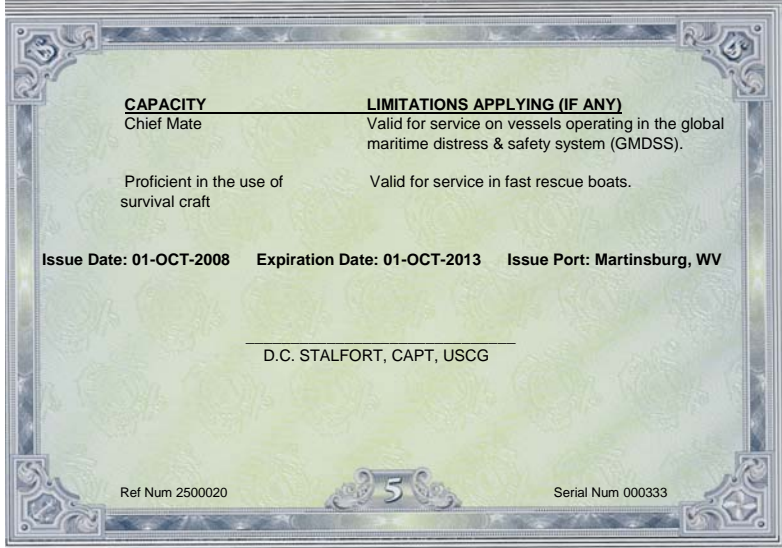 CAPACITY LIMITATIONS APPLYING (IF ANY)
Chief Mate Valid for service on vessels operating in the global
maritime distress & safety system (GMDSS).
Proficient in the use of Valid for service in fast rescue boats.
survival craft
Issue Date: 01-OCT-2008 Expiration Date: 01-OCT-2013 Issue Port: Martinsburg, WV
D.C. STALFORT, CAPT, USCG
Ref Num 2500020 5 Serial Num 000333